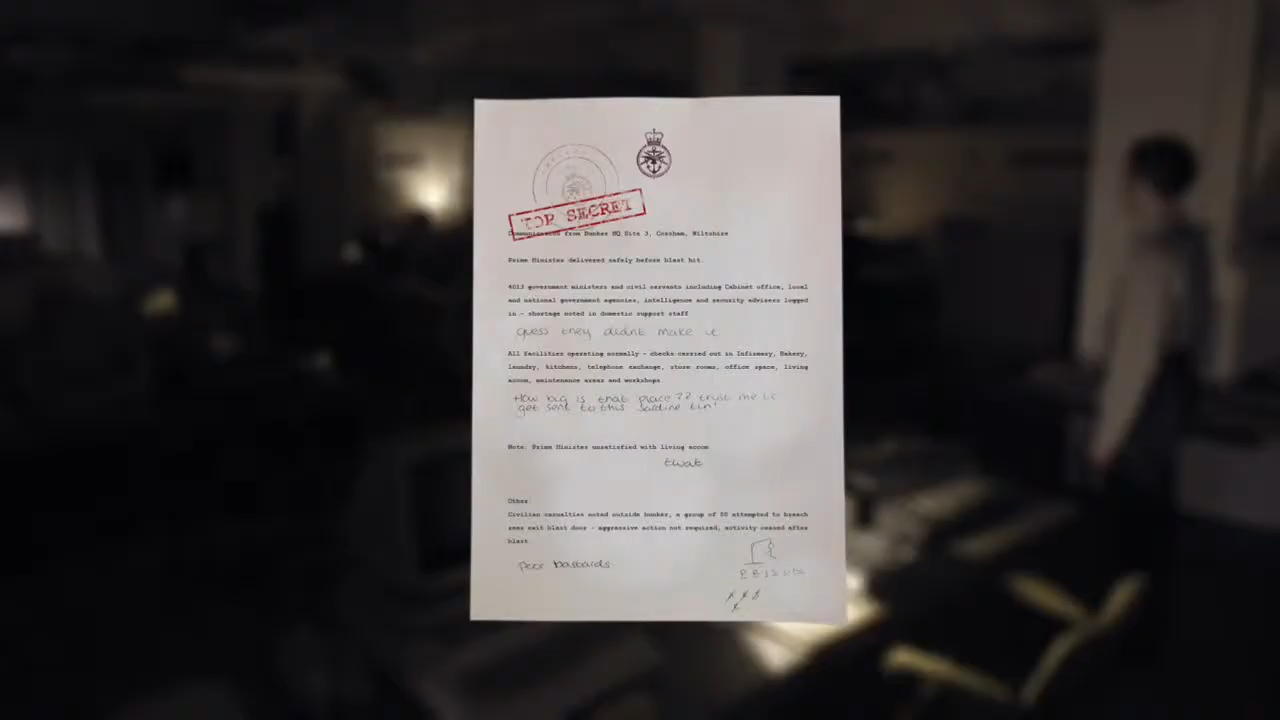 TOP SECRET
Communication from Bunker HQ Site 3, Corsham, Wiltshire
Prime Minister delivered safely before blast hit.
4013 government ministers and civil servants including Cabinet office, local
and national government agencies, intelligence and security advisers logged
in - shortage noted in domestic support staff
guess they didnt make it
All facilities operating normally - checks carried out in Infirmary, Bakery,
laundry, kitchens, telephone exchange, store rooms, office space, living
accom, maintenance areas and workshops
How big is that place?? trust me to
get sent to this sardine tin!
Note: Prime Minister unsatisfied with living accom
twat
Other
Civilian casualties noted outside bunker, a group of 50 attempted to breach
rear exit blast door - aggressive action not required, activity ceased after
blast
poor bastards.